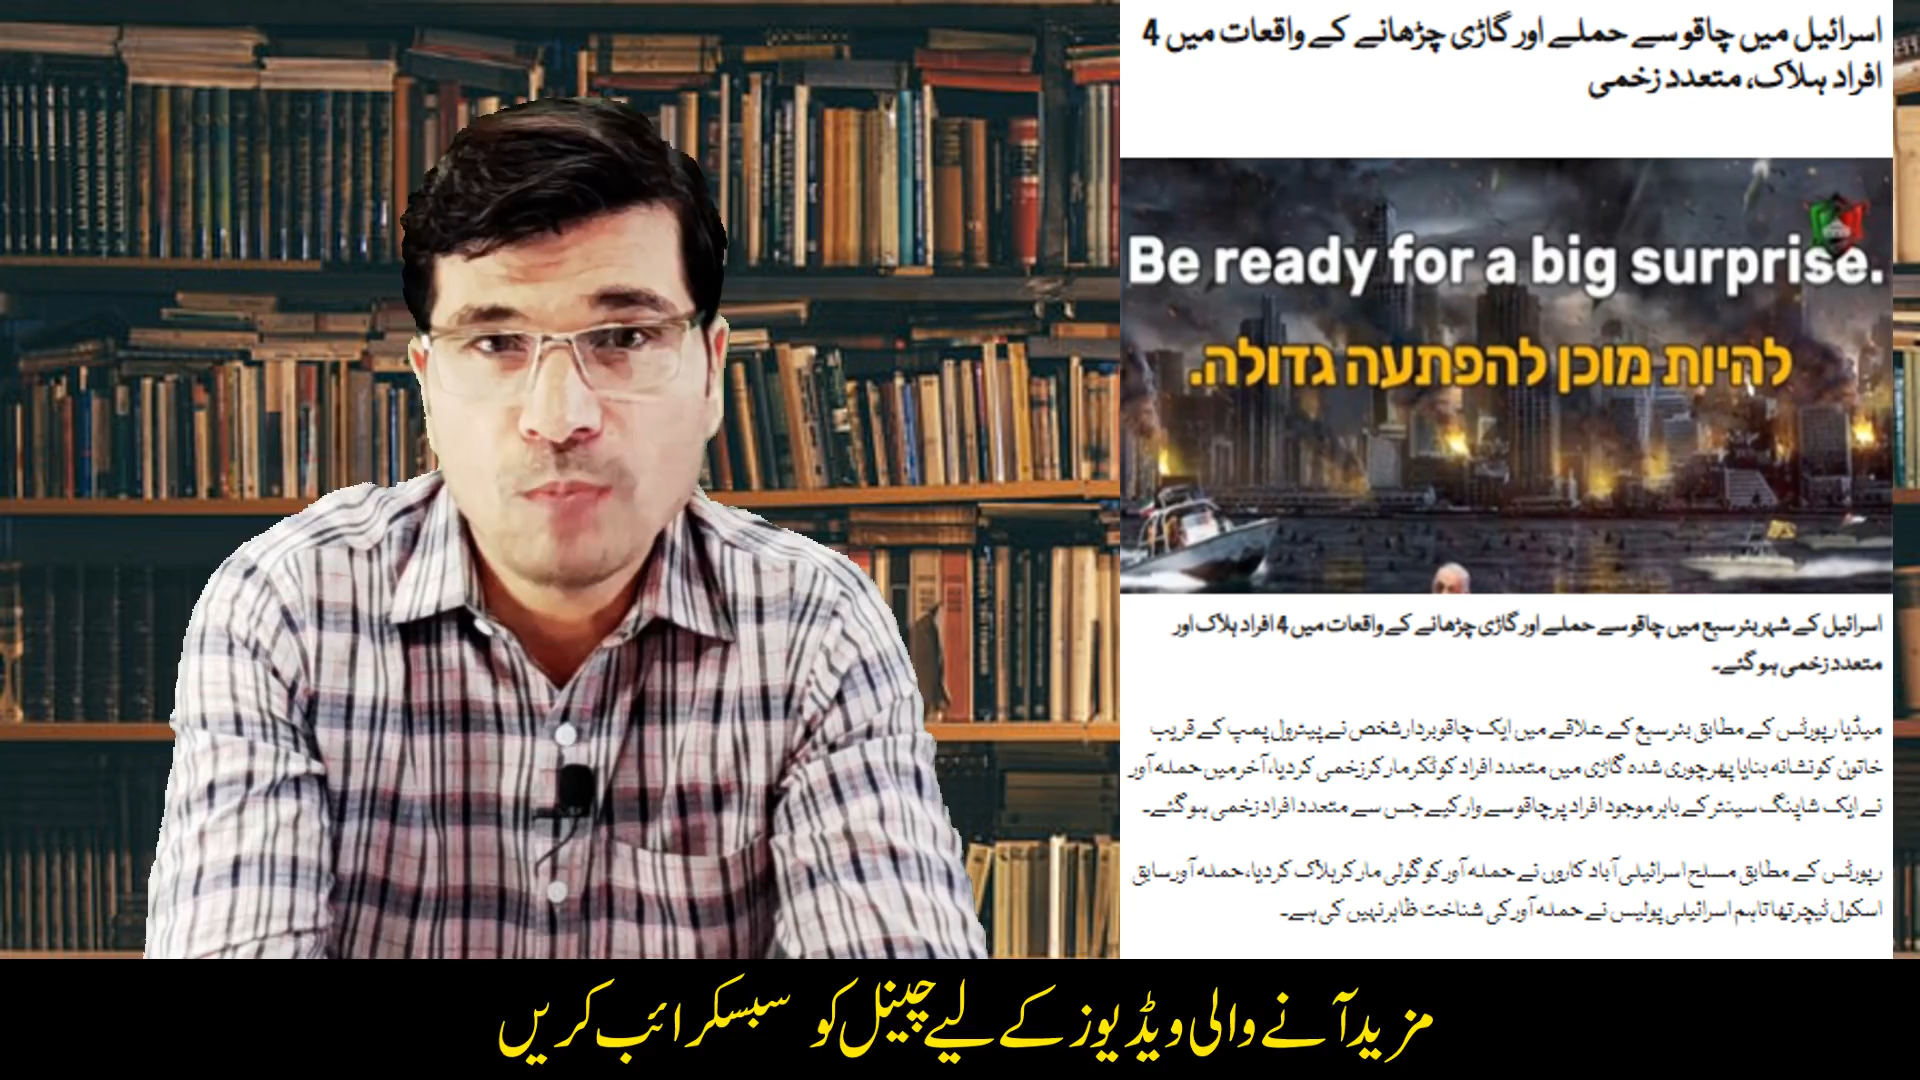 اسرائیل میں چاقو سے حملے اور گاڑی چڑھانے کے واقعات میں 4
افراد ہلاک، متعدد زخمی
Be ready for a big surprise.
להיות מוכן להפתעה גדולה.
اسرائیل کے شہر بئر سبع میں چاقو سے حملے اور گاڑی چڑھانے کے واقعات میں 4 افراد ہلاک اور
متعدد زخمی ہو گئے۔
میڈیا رپورٹس کے مطابق بئر سبع کے علاقے میں ایک چاقو بردار شخص نے پیٹرول پمپ کے قریب
خاتون کو نشانہ بنایا پھر چوری شدہ گاڑی میں متعدد افراد کو ٹکر مار کر زخمی کر دیا، آخر میں حملہ آور
نے ایک شاپنگ سینٹر کے باہر موجود افراد پر چاقو سے وار کیے جس سے متعدد افراد زخمی ہو گئے۔
رپورٹس کے مطابق مسلح اسرائیلی آباد کاروں نے حملہ آور کو گولی مار کر ہلاک کر دیا، حملہ آور سابق
اسکول ٹیچر تھا تاہم اسرائیلی پولیس نے حملہ آور کی شناخت ظاہر نہیں کی ہے۔
مزید آنے والی ویڈیوز کے لیے چینل کو سبسکرائب کریں